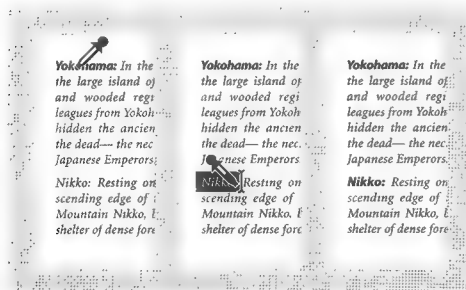 Yokohama: In the
the large island of
and wooded regi
leagues from Yokoh
hidden the ancien
the dead— the nec
Japanese Emperors
Nikko: Resting on
scending edge of
Mountain Nikko,
shelter of dense fore
Yokohama: In the
the large island of
and wooded regi
leagues from Yokoh
hidden the ancien
the dead— the nec.
Japanese Emperors
Nikko: Resting on
scending edge of
Mountain Nikko,
shelter of dense fore
Yokohama: In the
the large island of
and wooded regi
leagues from Yokoh
hidden the ancien
the dead— the nec.
Japanese Emperors.
Nikko: Resting on
scending edge of
Mountain Nikko,
shelter of dense fore